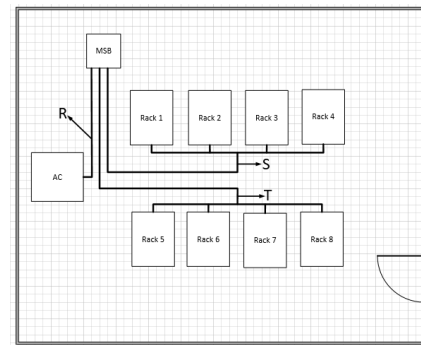 MSB
R
Rack 1
Rack 2
Rack 3
Rack 4
S
AC
T
Rack 5
Rack 6
Rack 7
Rack 8